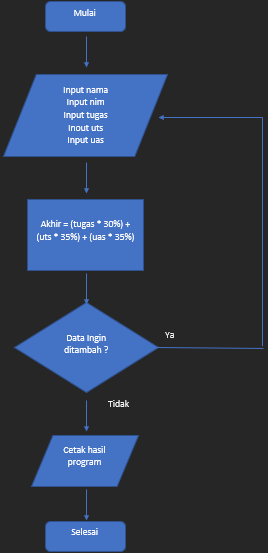 Mulai
Input nama
Input nim
Input tugas
Inout uts
Input uas
Akhir = (tugas * 30%) +
(uts * 35%) + (uas * 35%)
Data Ingin
ditambah ?
Ya
Tidak
Cetak hasil
program
Selesai